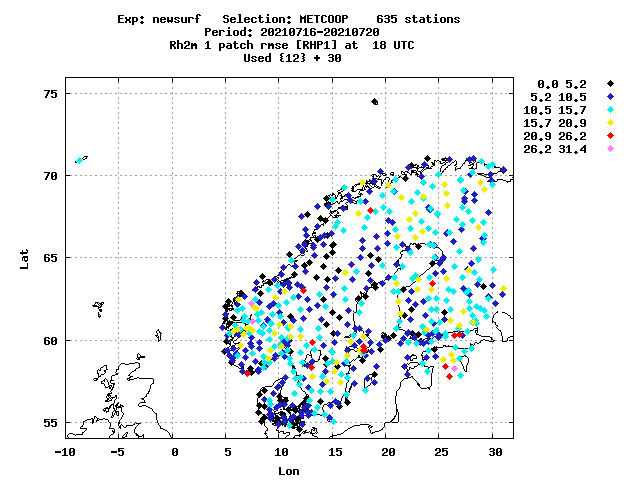 Exp: newsurf   Selection: METCOOP    635 stations
Period: 20210716-20210720
Rh2m 1 patch rmse [RHP1] at  18 UTC
Used {12} + 30
0.0 5.2
5.2 10.5
10.5 15.7
15.7 20.9
20.9 26.2
26.2 31.4
75
70
65
60
55
Lat
-10 -5 0 5 10 15 20 25 30
Lon